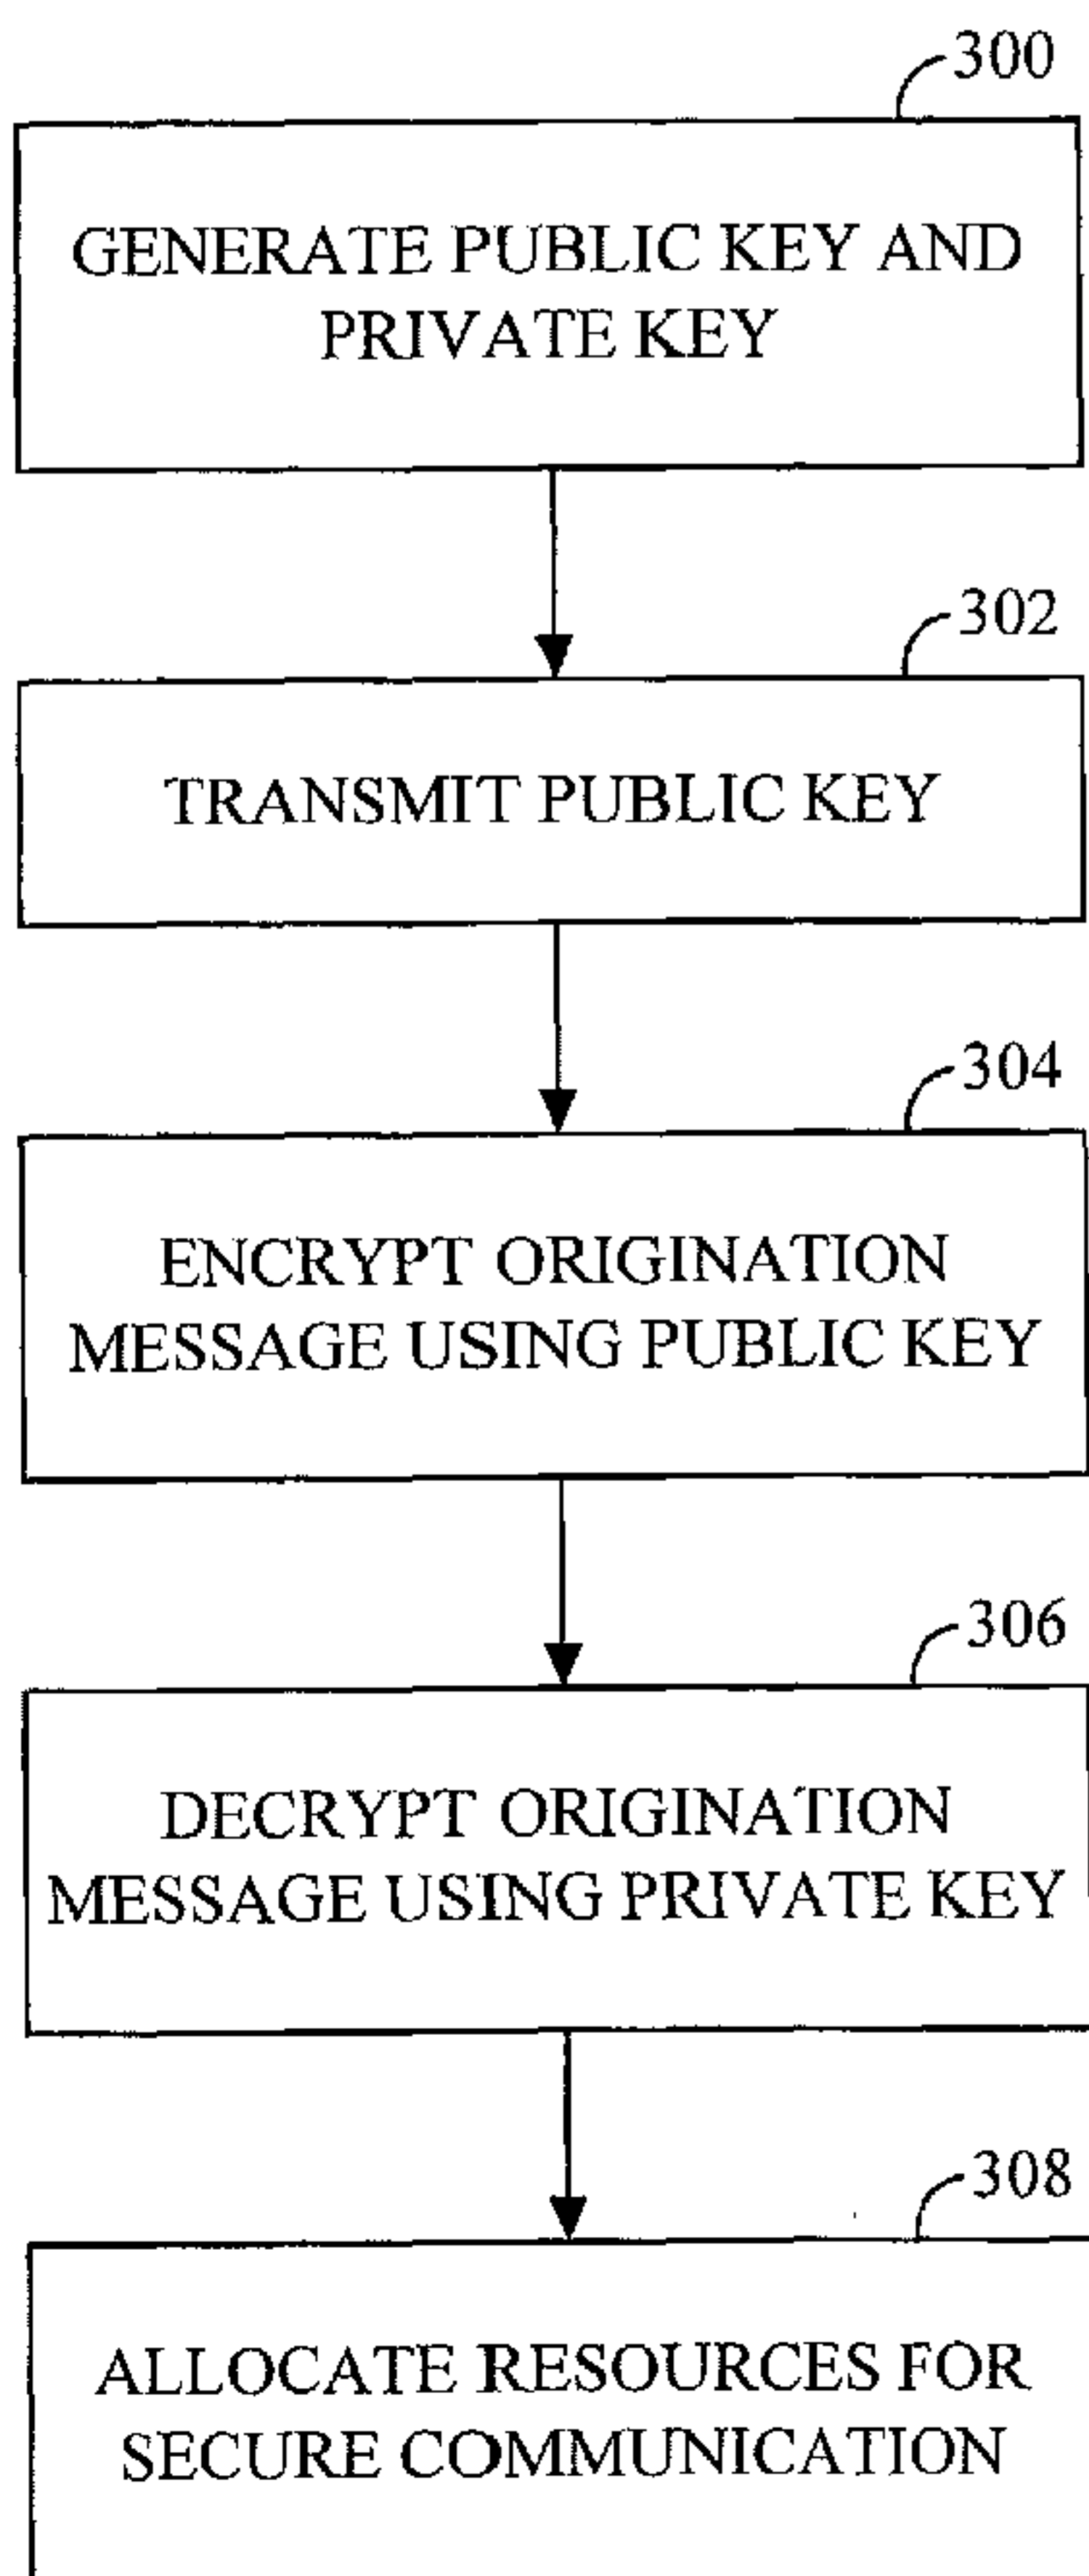 300
GENERATE PUBLIC KEY AND
PRIVATE KEY
302
TRANSMIT PUBLIC KEY
304
ENCRYPT ORIGINATION
MESSAGE USING PUBLIC KEY
306
DECRYPT ORIGINATION
MESSAGE USING PRIVATE KEY
308
ALLOCATE RESOURCES FOR
SECURE COMMUNICATION